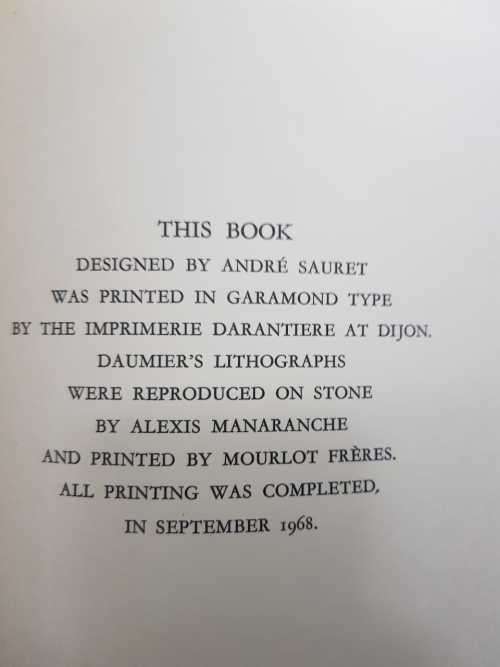 THIS BOOK
DESIGNED BY ANDRÉ SAURET
WAS PRINTED IN GARAMOND TYPE
BY THE IMPRIMERIE DARANTIERE AT DIJON.
DAUMIER'S LITHOGRAPHS
WERE REPRODUCED ON STONE
BY ALEXIS MANARANCHE
AND PRINTED BY MOURLOT FRÈRES.
ALL PRINTING WAS COMPLETED,
IN SEPTEMBER 1968.